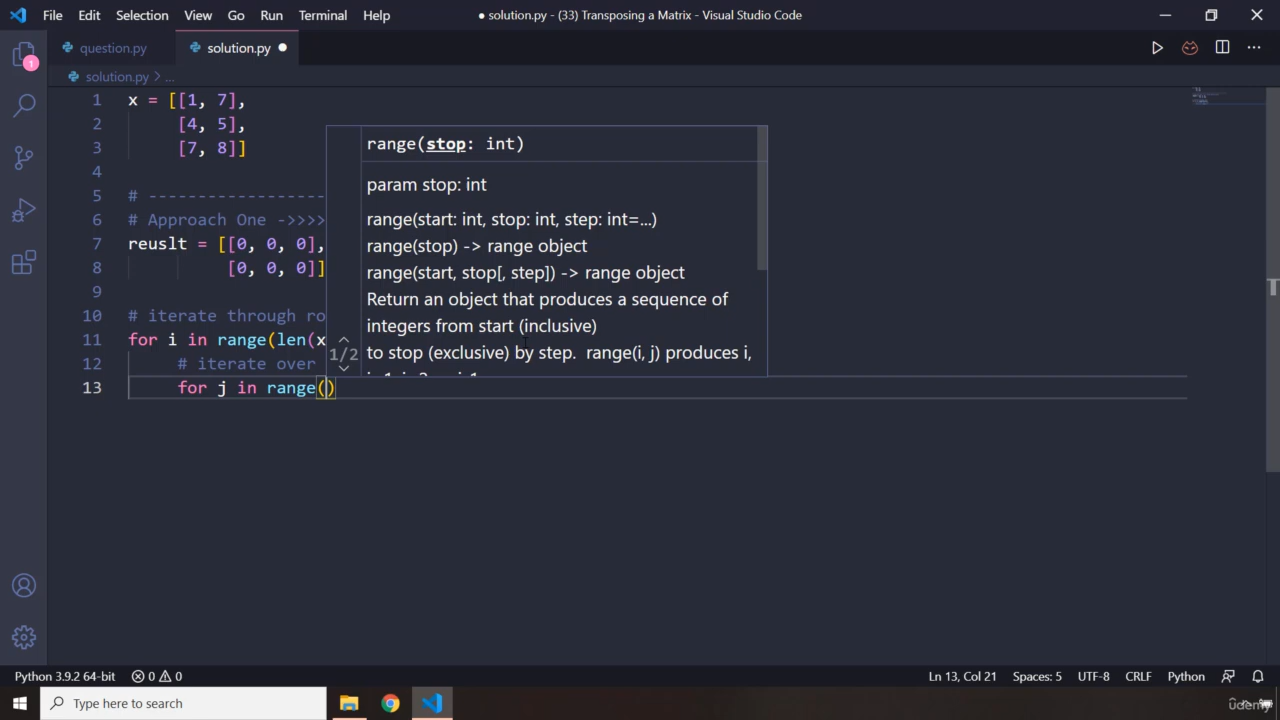 File Edit Selection View Go Run Terminal Help
● solution.py - (33) Transposing a Matrix - Visual Studio Code
question.py solution.py
solution.py > ...
1 x = [[1, 7],
2 [4, 5],
3 [7, 8]]
4
5 # ------------------
6 # Approach One ->>>>
7 reuslt = [[0, 0, 0],
8 [0, 0, 0]]
9
10 # iterate through ro
11 for i in range(len(x
12 # iterate over
13 for j in range()
range(stop: int)
param stop: int
range(start: int, stop: int, step: int=...)
range(stop) -> range object
range(start, stop[, step]) -> range object
Return an object that produces a sequence of
integers from start (inclusive)
to stop (exclusive) by step. range(i, j) produces i,
1/2
1
Python 3.9.2 64-bit 0 0 Ln 13, Col 21 Spaces: 5 UTF-8 CRLF Python
Type here to search
udemy